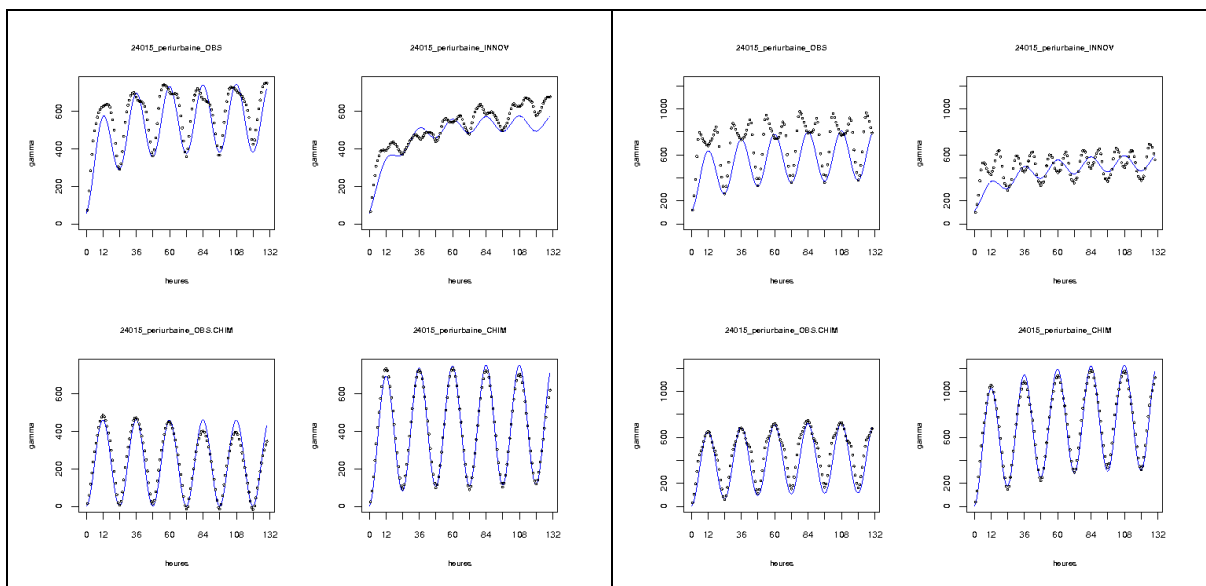 24015_periurbaine_OBS
24015_periurbaine_INNOV
gamma
0 200 400 600
0 12 36 60 84 108 132
heures
gamma
0 200 400 600
0 12 36 60 84 108 132
heures
24015_periurbaine_OBS.CHIM
24015_periurbaine_CHIM
gamma
0 200 400 600
0 12 36 60 84 108 132
heures
gamma
0 200 400 600
0 12 36 60 84 108 132
heures
24015_periurbaine_OBS
24015_periurbaine_INNOV
gamma
0 200 600 1000
0 12 36 60 84 108 132
heures
gamma
0 200 600 1000
0 12 36 60 84 108 132
heures
24015_periurbaine_OBS.CHIM
24015_periurbaine_CHIM
gamma
0 200 600 1000
0 12 36 60 84 108 132
heures
gamma
0 200 600 1000
0 12 36 60 84 108 132
heures